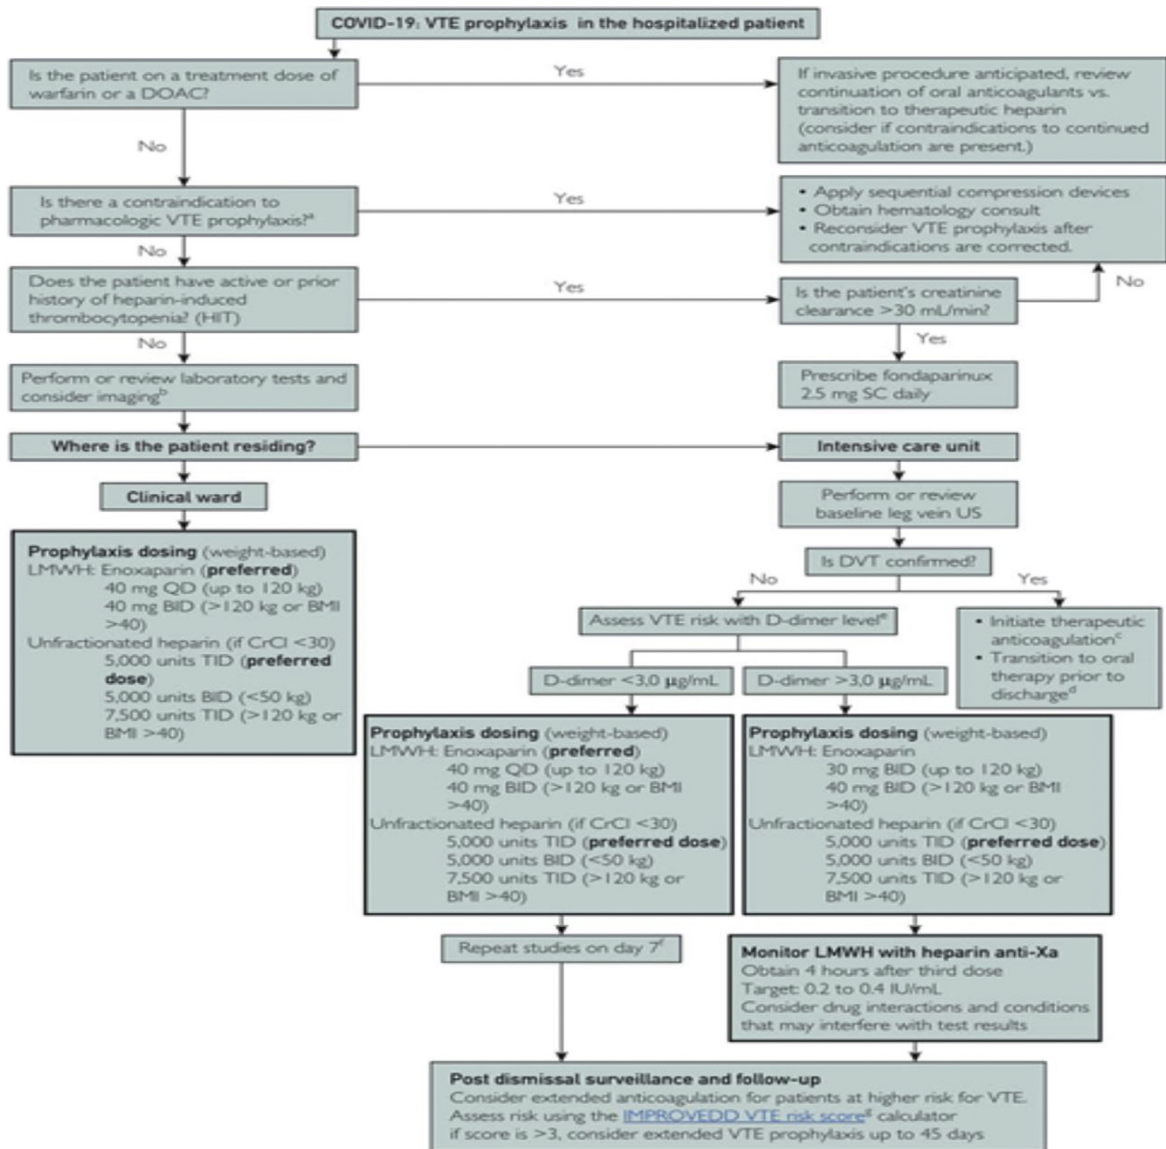 COVID-19: VTE prophylaxis in the hospitalized patient
Is the patient on a treatment dose of
warfarin or a DOAC?
Yes
If invasive procedure anticipated, review
continuation of oral anticoagulants vs.
transition to therapeutic heparin
(consider if contraindications to continued
anticoagulation are present.)
No
Is there a contraindication to
pharmacologic VTE prophylaxis?ª
Yes
• Apply sequential compression devices
• Obtain hematology consult
• Reconsider VTE prophylaxis after
contraindications are corrected.
No
Does the patient have active or prior
history of heparin-induced
thrombocytopenia? (HIT)
Yes
Is the patient's creatinine
clearance >30 mL/min?
No
Yes
Prescribe fondaparinux
2.5 mg SC daily
No
Perform or review laboratory tests and
consider imagingᵇ
Where is the patient residing?
Clinical ward
Prophylaxis dosing (weight-based)
LMWH: Enoxaparin (preferred)
40 mg QD (up to 120 kg)
40 mg BID (>120 kg or BMI
>40)
Unfractionated heparin (if CrCl <30)
5,000 units TID (preferred
dose)
5,000 units BID (<50 kg)
7,500 units TID (>120 kg or
BMI >40)
Intensive care unit
Perform or review
baseline leg vein US
Is DVT confirmed?
No
Yes
Assess VTE risk with D-dimer levelᵉ
• Initiate therapeutic
anticoagulationᶜ
• Transition to oral
therapy prior to
dischargeᵈ
D-dimer <3.0 µg/mL
D-dimer >3.0 µg/mL
Prophylaxis dosing (weight-based)
LMWH: Enoxaparin (preferred)
40 mg QD (up to 120 kg)
40 mg BID (>120 kg or BMI
>40)
Unfractionated heparin (if CrCl <30)
5,000 units TID (preferred dose)
5,000 units BID (<50 kg)
7,500 units TID (>120 kg or
BMI >40)
Prophylaxis dosing (weight-based)
LMWH: Enoxaparin
30 mg BID (up to 120 kg)
40 mg BID (>120 kg or BMI
>40)
Unfractionated heparin (if CrCl <30)
5,000 units TID (preferred dose)
5,000 units BID (<50 kg)
7,500 units TID (>120 kg or
BMI >40)
Repeat studies on day 7ᶠ
Monitor LMWH with heparin anti-Xa
Obtain 4 hours after third dose
Target: 0.2 to 0.4 IU/mL
Consider drug interactions and conditions
that may interfere with test results
Post dismissal surveillance and follow-up
Consider extended anticoagulation for patients at higher risk for VTE.
Assess risk using the IMPROVEDD VTE risk scoreᵍ calculator
if score is >3, consider extended VTE prophylaxis up to 45 days